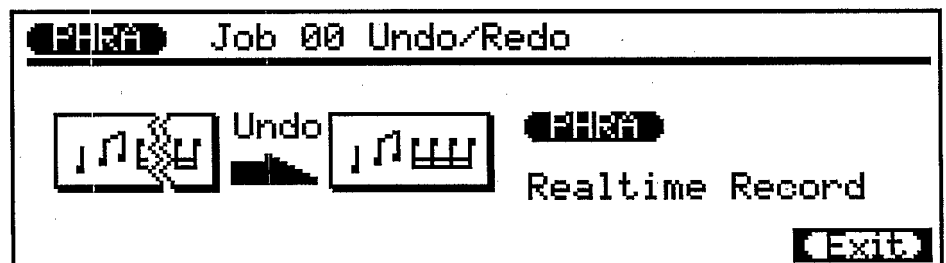 PHRA Job 00 Undo/Redo
Undo PHRA
Realtime Record
Exit